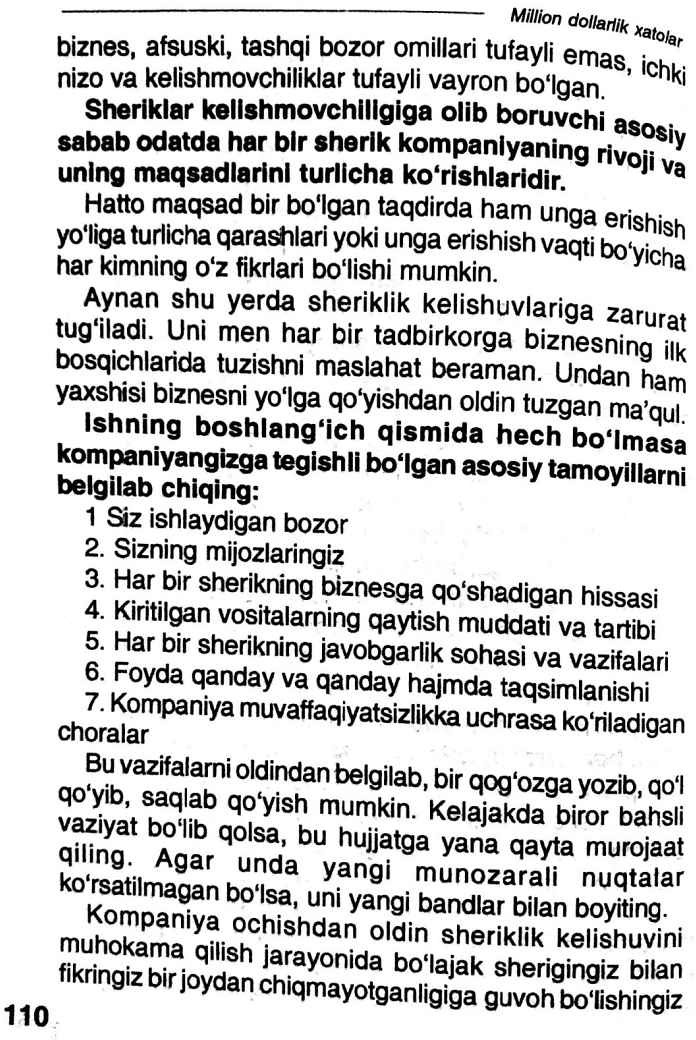 Million dollarlik xatolar
biznes, afsuski, tashqi bozor omillari tufayli emas, ichki
nizo va kelishmovchiliklar tufayli vayron bo‘lgan.
Sheriklar kelishmovchiligiga olib boruvchi asosiy
sabab odatda har bir sherik kompaniyaning rivoji va
uning maqsadlarini turlicha ko‘rishlaridir.
Hatto maqsad bir bo‘lgan taqdirda ham unga erishish
yo‘liga turlicha qarashlari yoki unga erishish vaqti bo‘yicha
har kimning o‘z fikrlari bo‘lishi mumkin.
Aynan shu yerda sheriklik kelishuvlariga zarurat
tug‘iladi. Uni men har bir tadbirkorga biznesning ilk
bosqichlarida tuzishni maslahat beraman. Undan ham
yaxshisi biznesni yo‘lga qo‘yishdan oldin tuzgan ma’qul.
Ishning boshlang‘ich qismida hech bo‘lmasa
kompaniyangizga tegishli bo‘lgan asosiy tamoyillarni
belgilab chiqing:
1 Siz ishlaydigan bozor
2. Sizning mijozlaringiz
3. Har bir sherikning biznesga qo‘shadigan hissasi
4. Kiritilgan vositalarning qaytish muddati va tartibi
5. Har bir sherikning javobgarlik sohasi va vazifalari
6. Foyda qanday va qanday hajmda taqsimlanishi
7. Kompaniya muvaffaqiyatsizlikka uchrasa ko‘riladigan
choralar
Bu vazifalarni oldindan belgilab, bir qog‘ozga yozib, qo‘l
qo‘yib, saqlab qo‘yish mumkin. Kelajakda biror bahsli
vaziyat bo‘lib qolsa, bu hujjatga yana qayta murojaat
qiling. Agar unda yangi munozarali nuqtalar
ko‘rsatilmagan bo‘lsa, uni yangi bandlar bilan boyiting.
Kompaniya ochishdan oldin sheriklik kelishuvini
muhokama qilish jarayonida bo‘lajak sherigingiz bilan
fikringiz bir joydan chiqmayotganligiga guvoh bo‘lishingiz
110